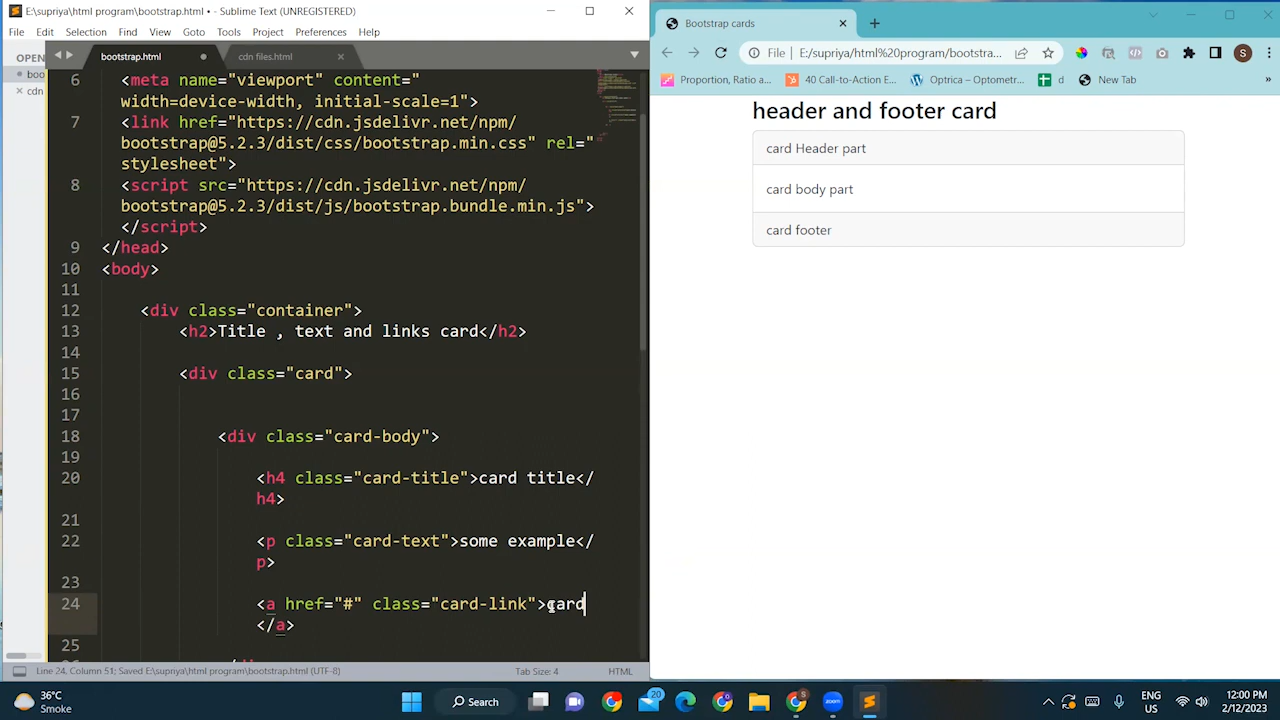 E:\supriya\html program\bootstrap.html • - Sublime Text (UNREGISTERED)
File Edit Selection Find View Goto Tools Project Preferences Help
OPEN
boo
cdn
bootstrap.html
cdn files.html
6 <meta name="viewport" content="
width=device-width, initial-scale=1">
7 <link href="https://cdn.jsdelivr.net/npm/
bootstrap@5.2.3/dist/css/bootstrap.min.css" rel="
stylesheet">
8 <script src="https://cdn.jsdelivr.net/npm/
bootstrap@5.2.3/dist/js/bootstrap.bundle.min.js">
</script>
9 </head>
10 <body>
11
12 <div class="container">
13 <h2>Title , text and links card</h2>
14
15 <div class="card">
16
17
18 <div class="card-body">
19
20 <h4 class="card-title">card title</
h4>
21
22 <p class="card-text">some example</
p>
23
24 <a href="#" class="card-link">card
</a>
25
Line 24, Column 51; Saved E:\supriya\html program\bootstrap.html (UTF-8)
Tab Size: 4
HTML
Bootstrap cards
File E:/supriya/html%20program/bootstra...
S
Proportion, Ratio a...
40 Call-to-Action E...
Optrica – Optometr...
New Tab
»
header and footer card
card Header part
card body part
card footer
36°C
Smoke
Search
20
zoom
ENG
US
12:00 PM
2/12/2023